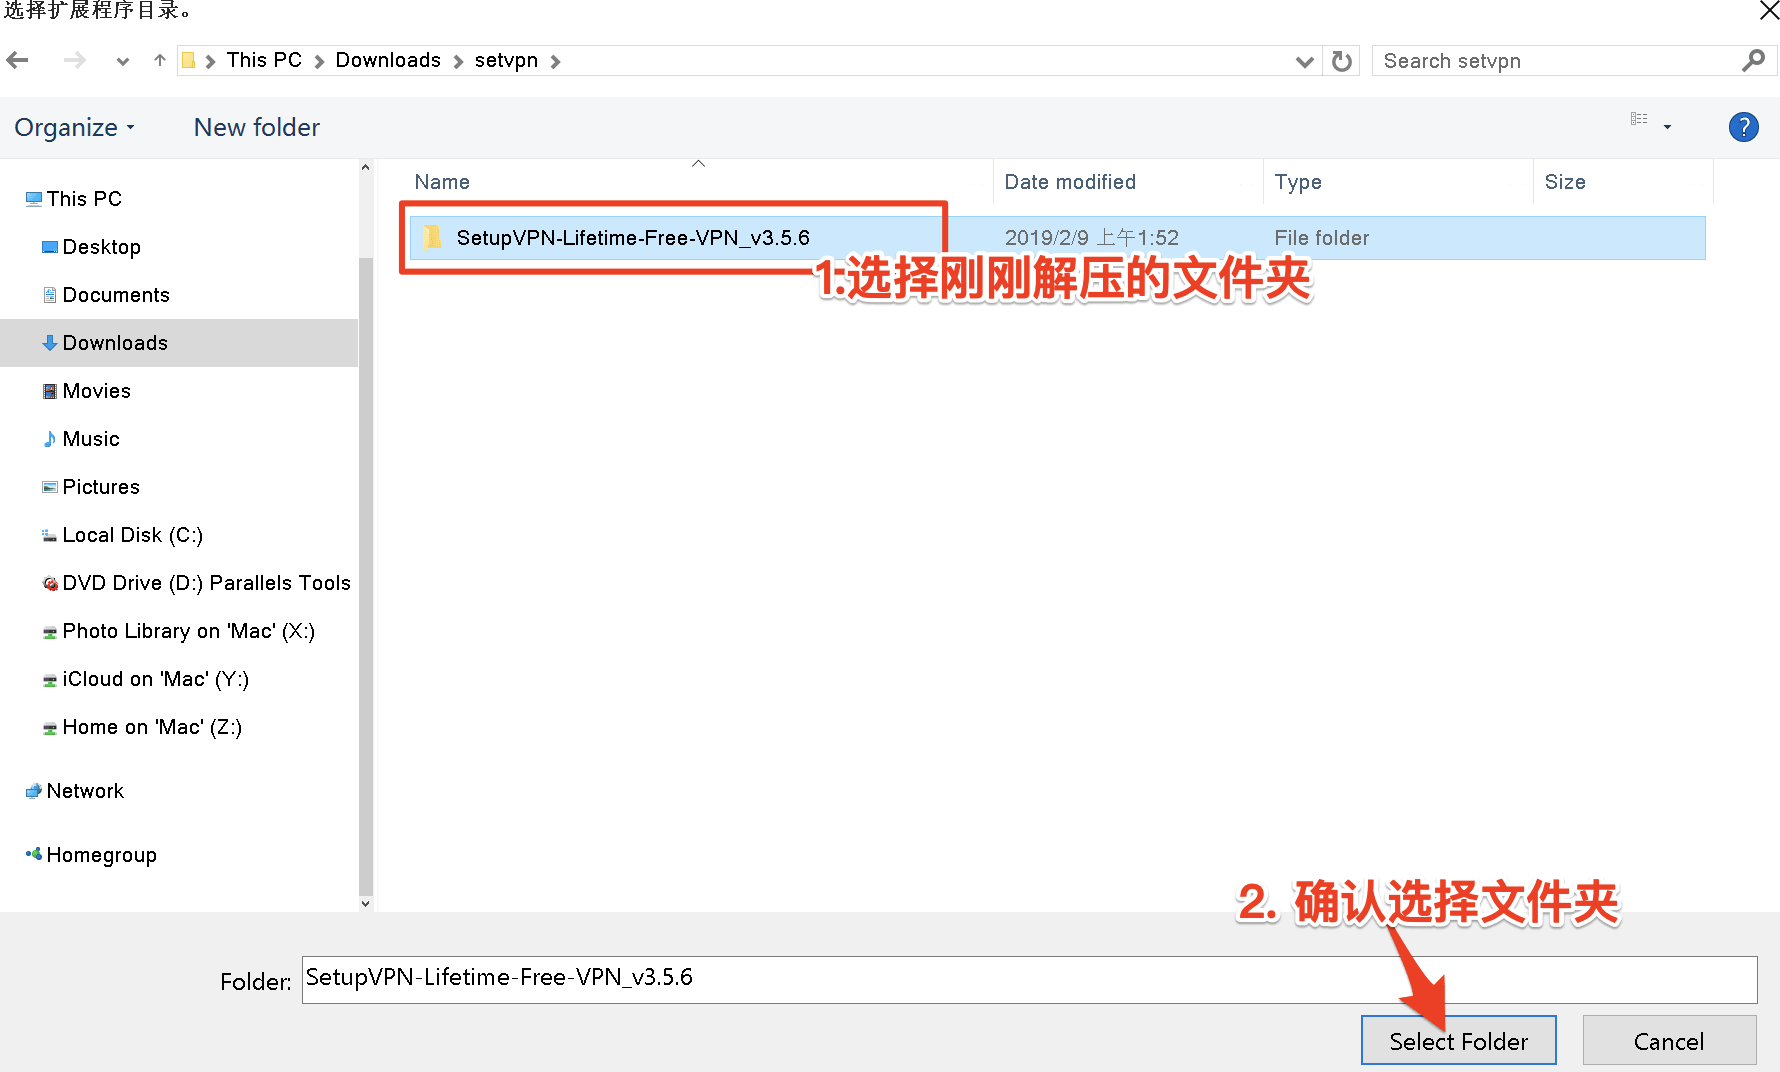 选择扩展程序目录。
This PC Downloads setvpn
Search setvpn
Organize New folder
?
Name Date modified Type Size
SetupVPN-Lifetime-Free-VPN_v3.5.6 2019/2/9 上午1:52 File folder
1.选择刚刚解压的文件夹
This PC
Desktop
Documents
Downloads
Movies
Music
Pictures
Local Disk (C:)
DVD Drive (D:) Parallels Tools
Photo Library on 'Mac' (X:)
iCloud on 'Mac' (Y:)
Home on 'Mac' (Z:)
Network
Homegroup
2. 确认选择文件夹
Folder: SetupVPN-Lifetime-Free-VPN_v3.5.6
Select Folder Cancel